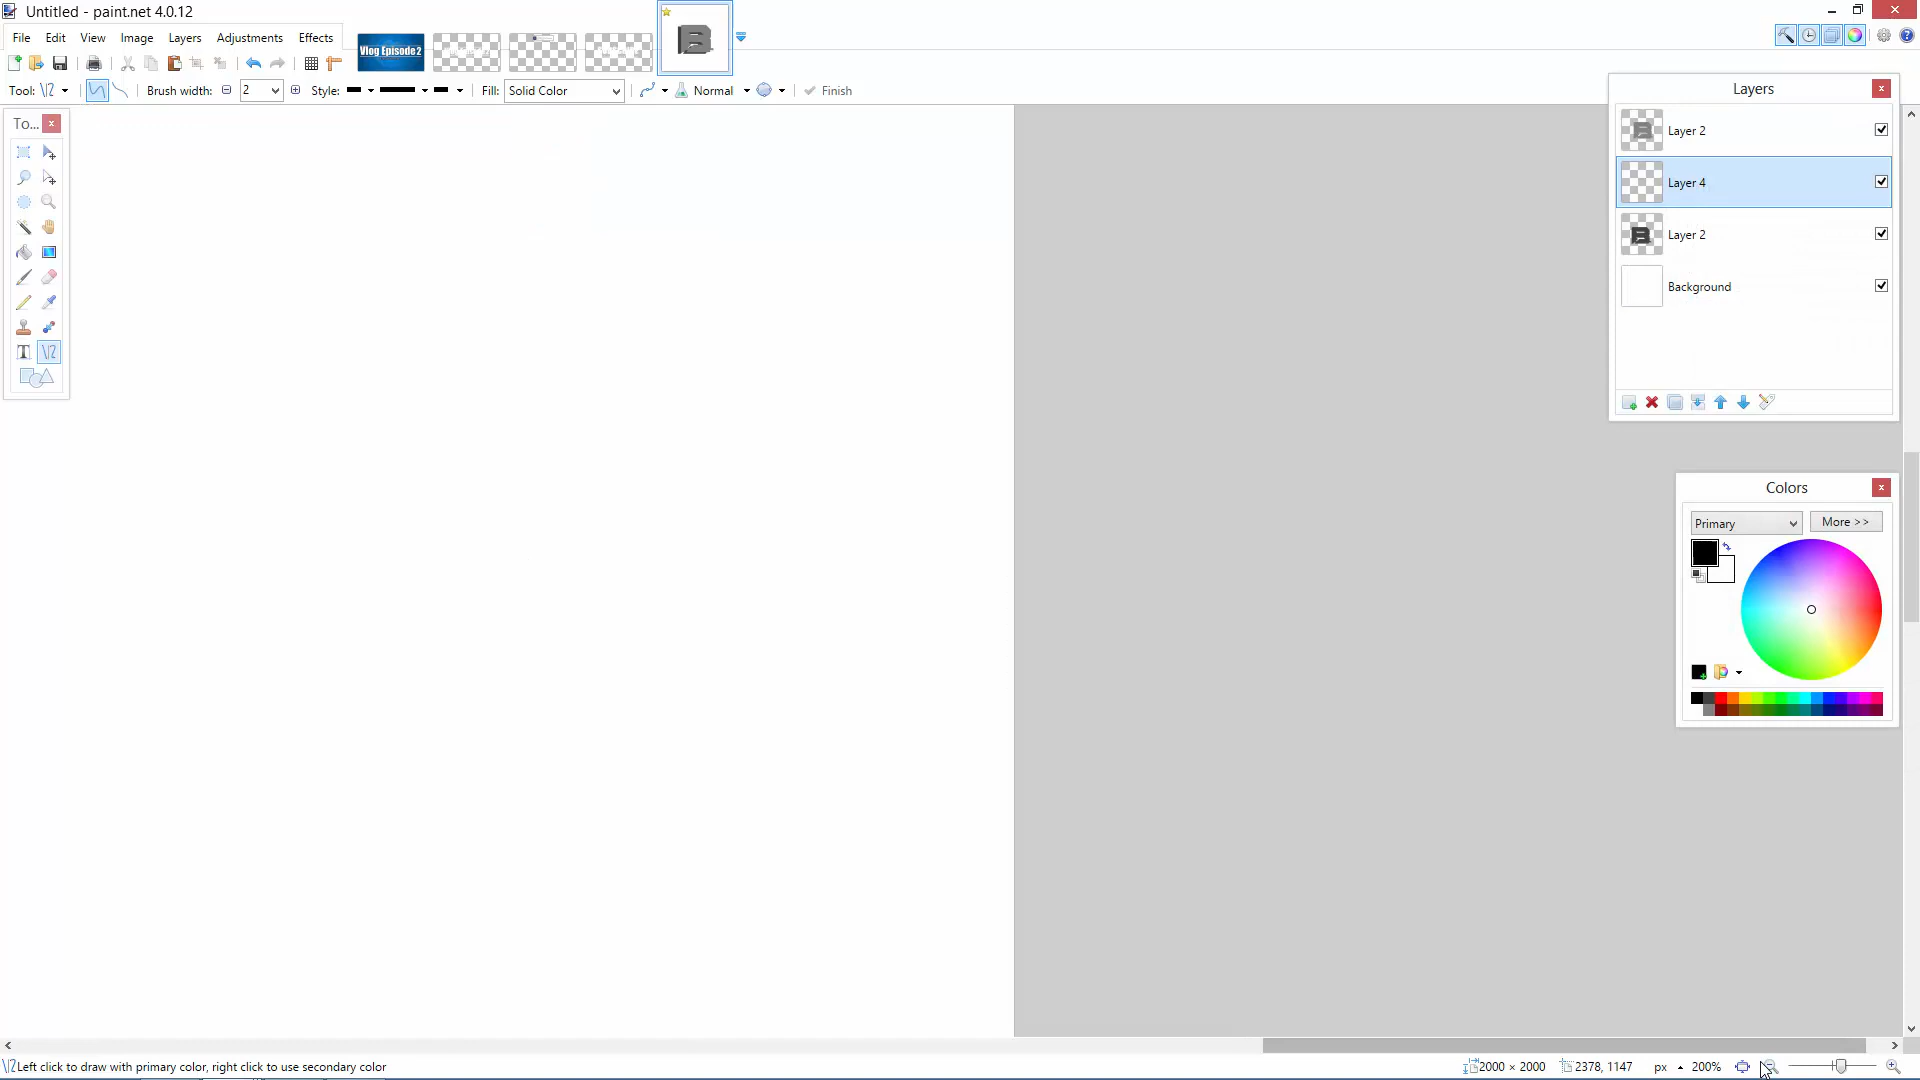 Untitled - paint.net 4.0.12
File Edit View Image Layers Adjustments Effects
Vlog Episode2
B
Tool: Brush width: 2 Style: Fill: Solid Color Normal Finish
To...
T
Layers
Layer 2
Layer 4
Layer 2
Background
Colors
Primary More >>
Left click to draw with primary color, right click to use secondary color
2000 × 2000 2378, 1147 px 200%